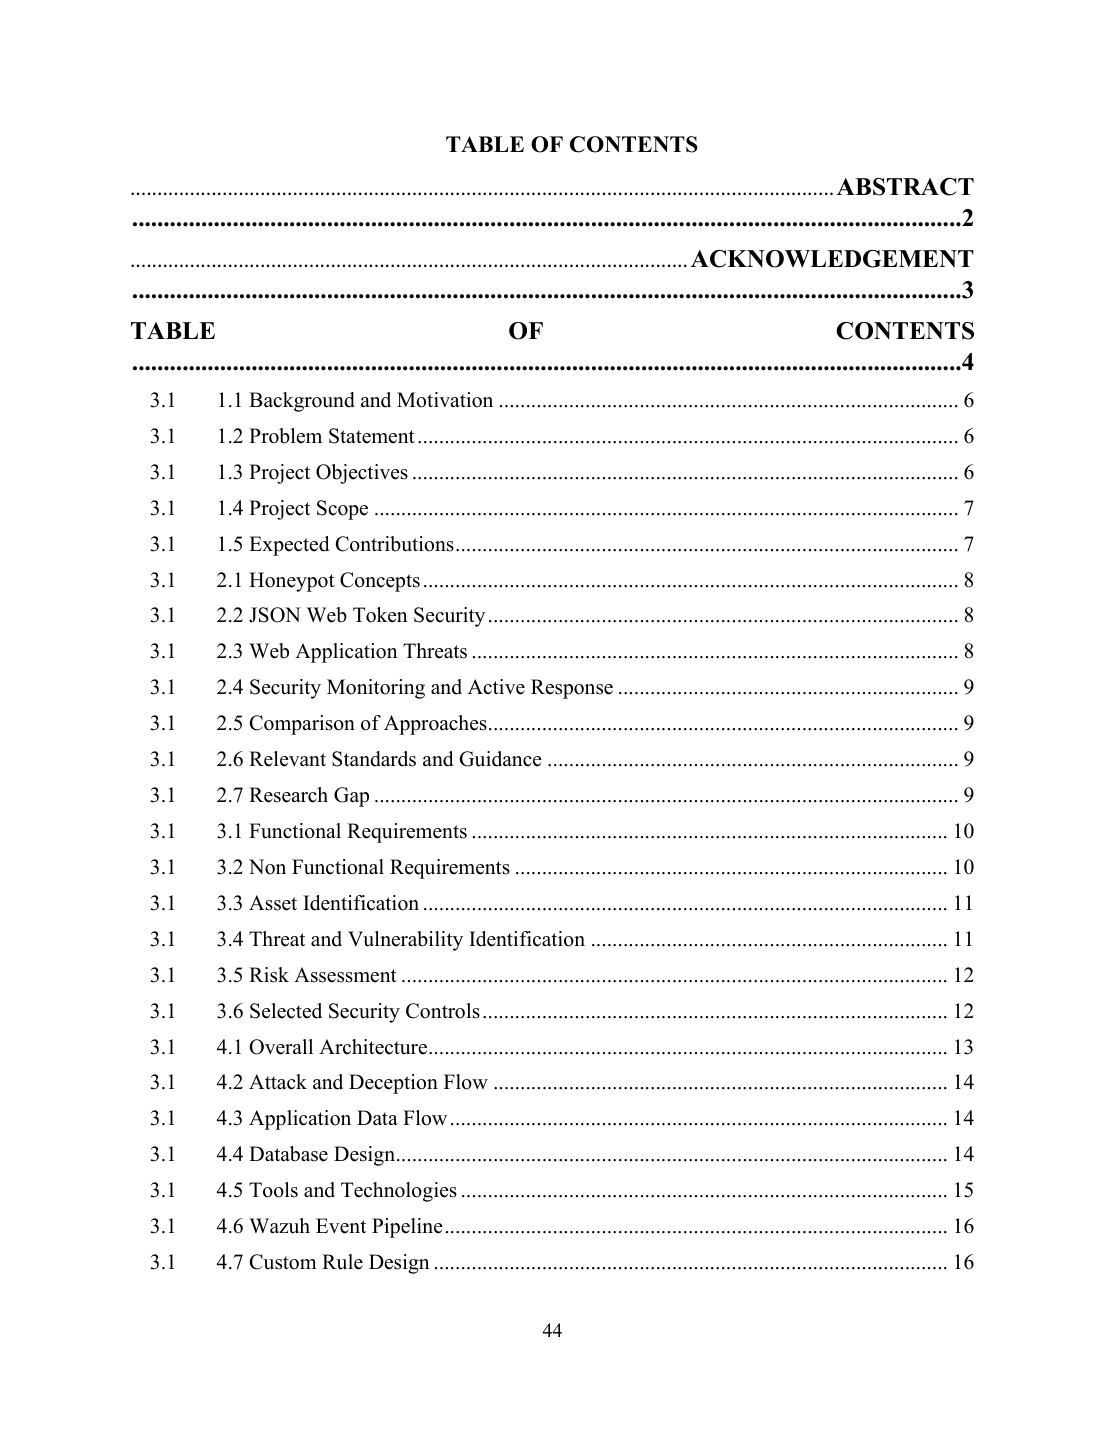 TABLE OF CONTENTS
........................................................................................................................ABSTRACT
........................................................................................................................2
........................................................................................................ACKNOWLEDGEMENT
........................................................................................................................3
TABLE OF CONTENTS
........................................................................................................................4
3.1 1.1 Background and Motivation ..................................................................................... 6
3.1 1.2 Problem Statement.................................................................................................... 6
3.1 1.3 Project Objectives ..................................................................................................... 6
3.1 1.4 Project Scope ............................................................................................................ 7
3.1 1.5 Expected Contributions............................................................................................. 7
3.1 2.1 Honeypot Concepts................................................................................................... 8
3.1 2.2 JSON Web Token Security....................................................................................... 8
3.1 2.3 Web Application Threats .......................................................................................... 8
3.1 2.4 Security Monitoring and Active Response ............................................................... 9
3.1 2.5 Comparison of Approaches....................................................................................... 9
3.1 2.6 Relevant Standards and Guidance ............................................................................ 9
3.1 2.7 Research Gap ............................................................................................................ 9
3.1 3.1 Functional Requirements ........................................................................................ 10
3.1 3.2 Non Functional Requirements ................................................................................ 10
3.1 3.3 Asset Identification ................................................................................................. 11
3.1 3.4 Threat and Vulnerability Identification .................................................................. 11
3.1 3.5 Risk Assessment ..................................................................................................... 12
3.1 3.6 Selected Security Controls...................................................................................... 12
3.1 4.1 Overall Architecture................................................................................................ 13
3.1 4.2 Attack and Deception Flow .................................................................................... 14
3.1 4.3 Application Data Flow............................................................................................ 14
3.1 4.4 Database Design...................................................................................................... 14
3.1 4.5 Tools and Technologies .......................................................................................... 15
3.1 4.6 Wazuh Event Pipeline............................................................................................. 16
3.1 4.7 Custom Rule Design ............................................................................................... 16
44